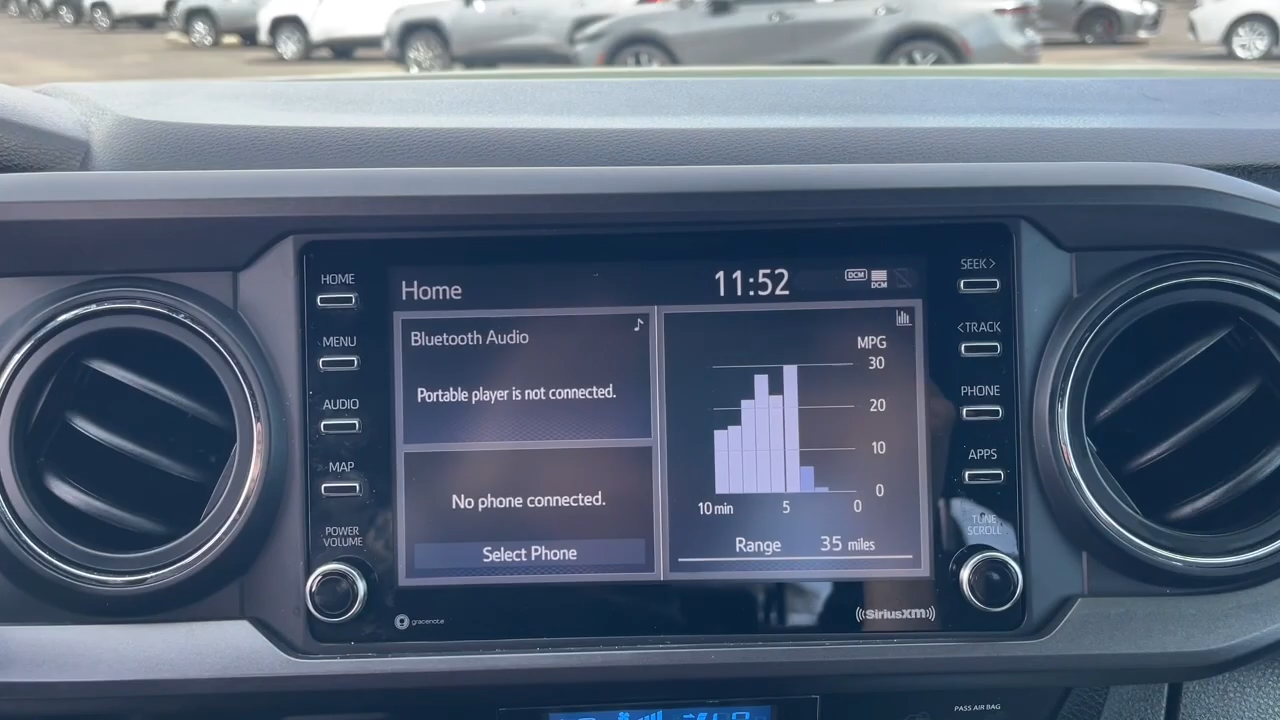 HOME
MENU
AUDIO
MAP
POWER
VOLUME
Home
11:52
DCM
DCM
Bluetooth Audio
Portable player is not connected.
No phone connected.
Select Phone
MPG
30
20
10
0
10 min 5 0
Range 35 miles
SEEK >
< TRACK
PHONE
APPS
TUNE
SCROLL
gracenote
((SiriusXM))
PASS AIR BAG